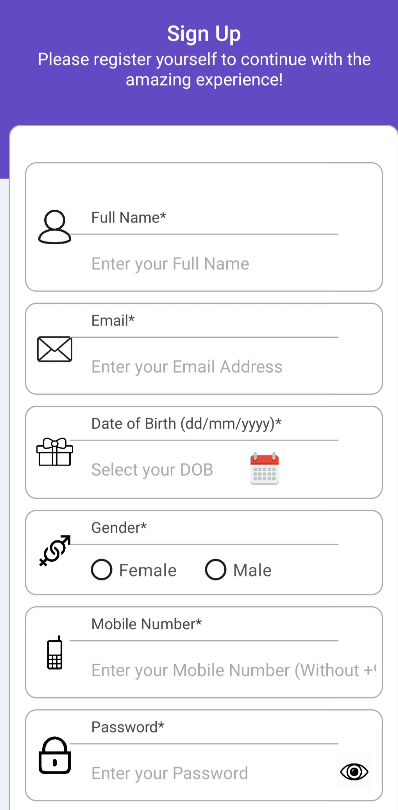 Sign Up
Please register yourself to continue with the
amazing experience!
Full Name*
Enter your Full Name
Email*
Enter your Email Address
Date of Birth (dd/mm/yyyy)*
Select your DOB
Gender*
Female Male
Mobile Number*
Enter your Mobile Number (Without +
Password*
Enter your Password